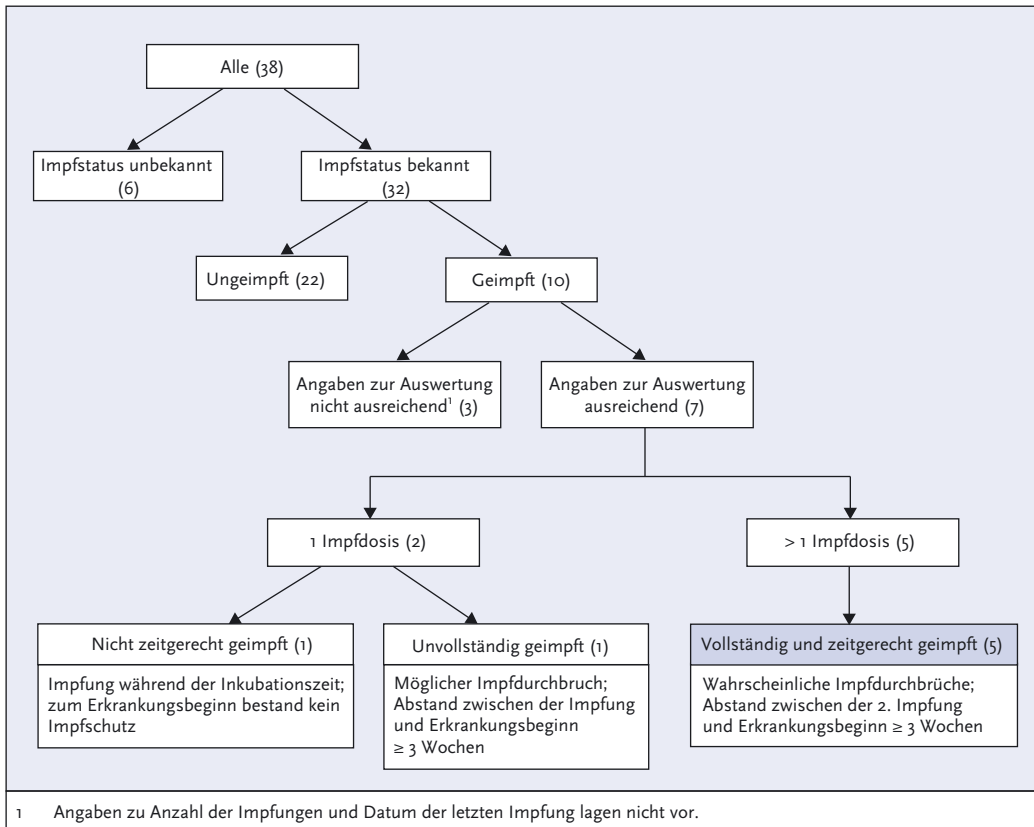 Alle (38)
Impfstatus unbekannt
(6)
Impfstatus bekannt
(32)
Ungeimpft (22)
Geimpft (10)
Angaben zur Auswertung
nicht ausreichend¹ (3)
Angaben zur Auswertung
ausreichend (7)
1 Impfdosis (2)
> 1 Impfdosis (5)
Nicht zeitgerecht geimpft (1)
Impfung während der Inkubationszeit;
zum Erkrankungsbeginn bestand kein
Impfschutz
Unvollständig geimpft (1)
Möglicher Impfdurchbruch;
Abstand zwischen der Impfung
und Erkrankungsbeginn
≥ 3 Wochen
Vollständig und zeitgerecht geimpft (5)
Wahrscheinliche Impfdurchbrüche;
Abstand zwischen der 2. Impfung
und Erkrankungsbeginn ≥ 3 Wochen
1 Angaben zu Anzahl der Impfungen und Datum der letzten Impfung lagen nicht vor.